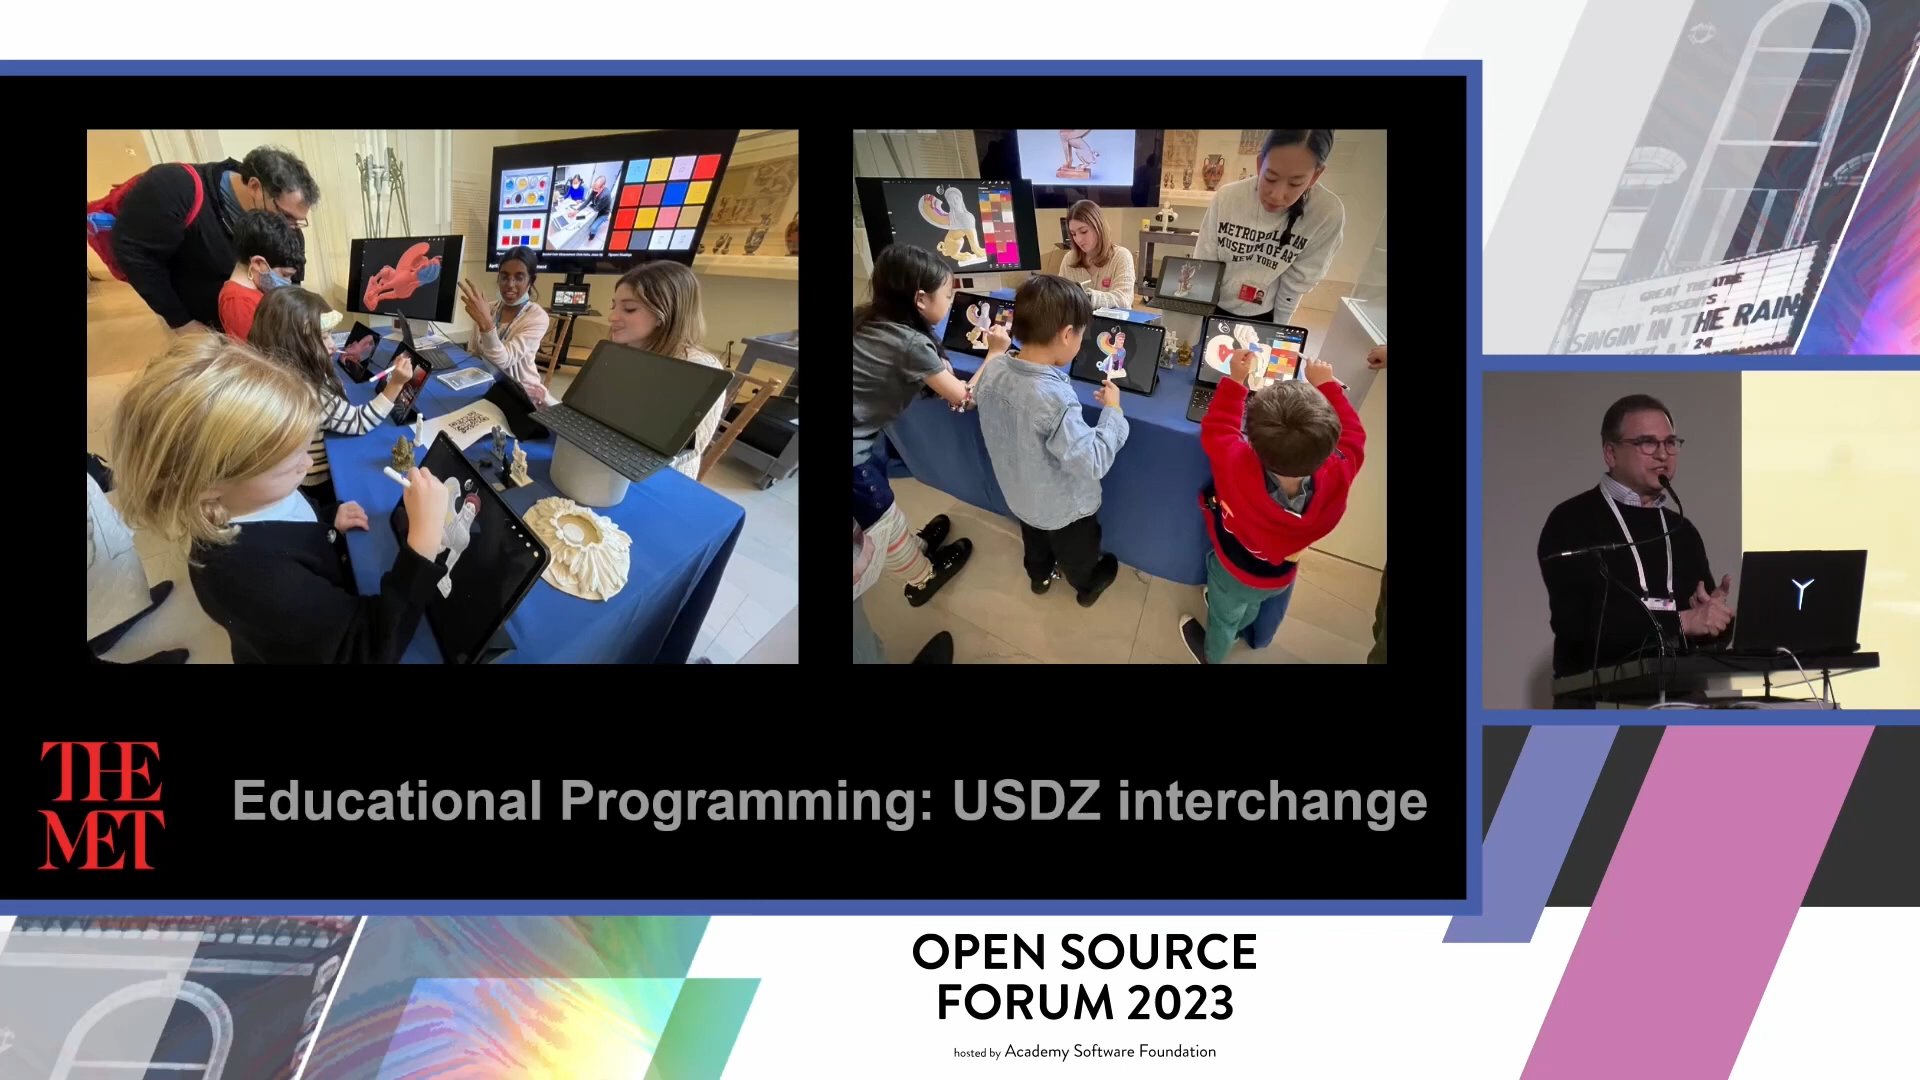 METROPOLITAN
MUSEUM OF ART
NEW YORK
GREAT THEATRE
PRESENTS
SINGIN' IN THE RAIN
THE
MET
Educational Programming: USDZ interchange
OPEN SOURCE
FORUM 2023
hosted by Academy Software Foundation